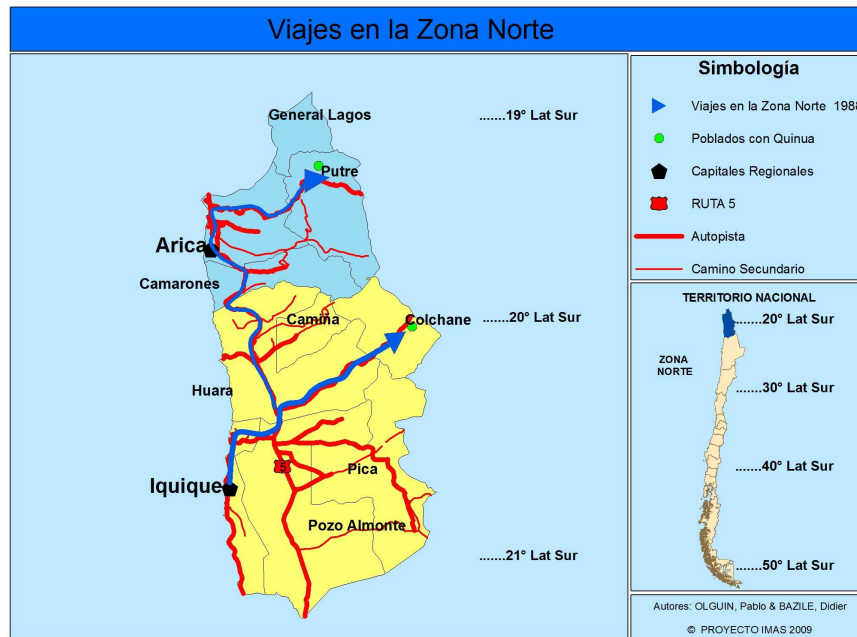 Viajes en la Zona Norte
General Lagos
.......19° Lat Sur
Putre
Arica
Camarones
Camiña
Colchane
.......20° Lat Sur
Huara
5
Pica
Iquique
Pozo Almonte
.......21° Lat Sur
Simbología
Viajes en la Zona Norte 1988
Poblados con Quinua
Capitales Regionales
RUTA 5
Autopista
Camino Secundario
TERRITORIO NACIONAL
.......20° Lat Sur
ZONA
NORTE
.......30° Lat Sur
.......40° Lat Sur
.......50° Lat Sur
Autores: OLGUIN, Pablo & BAZILE, Didier
© PROYECTO IMAS 2009